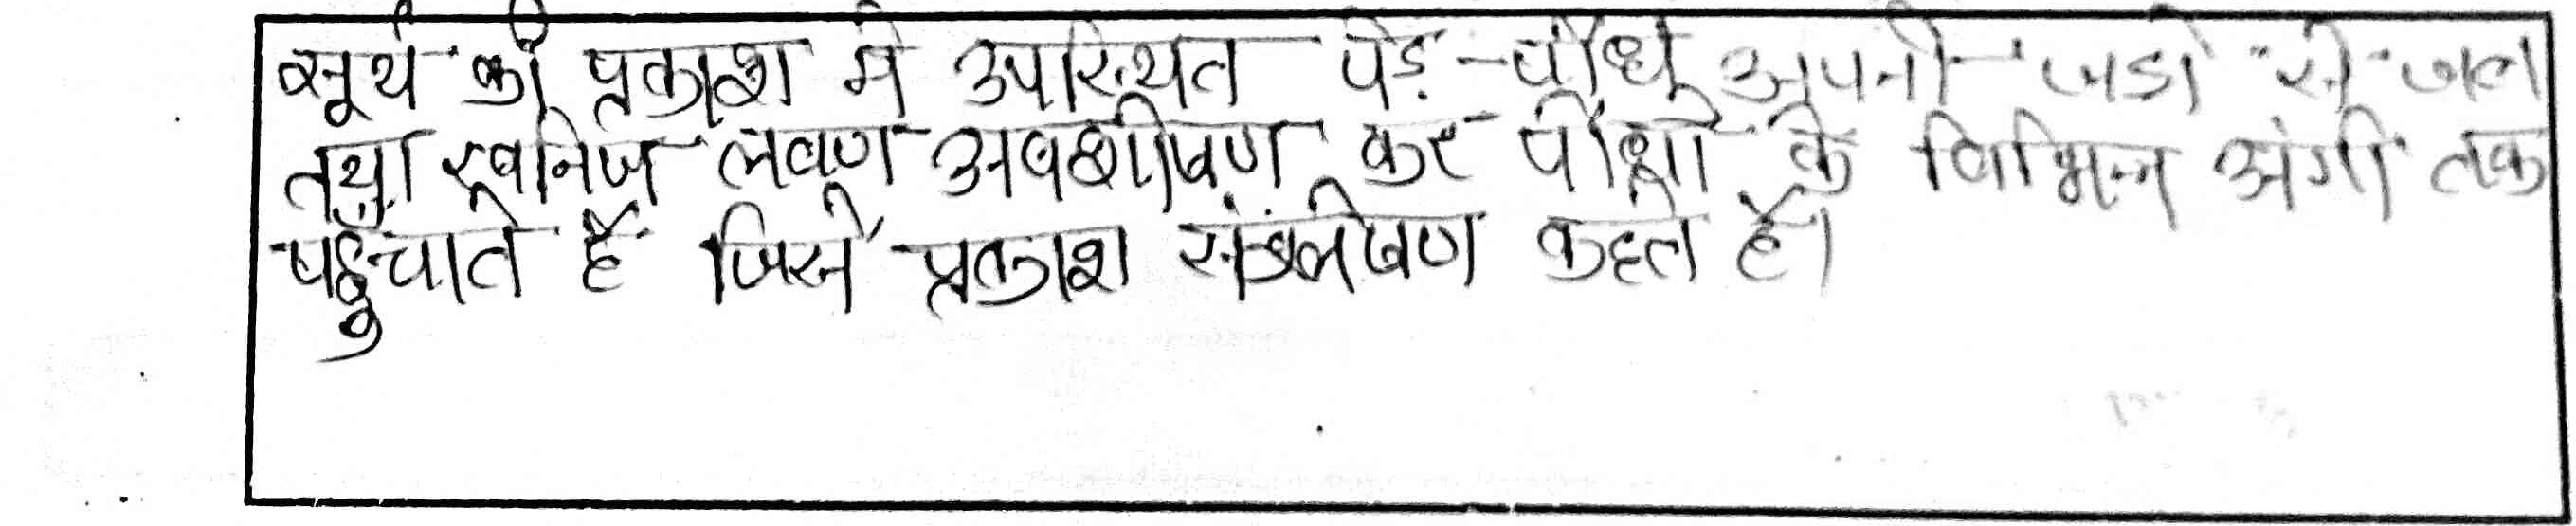 सूर्य की प्रकाश में उपस्थित पेड़-पौधे अपनी जडो से जल
तथा खनिज लवण अवशोषण कर पौधो के विभिन्न अंगो तक
पहुँचाते हैं जिसे प्रकाश संश्लेषण कहते हैं।